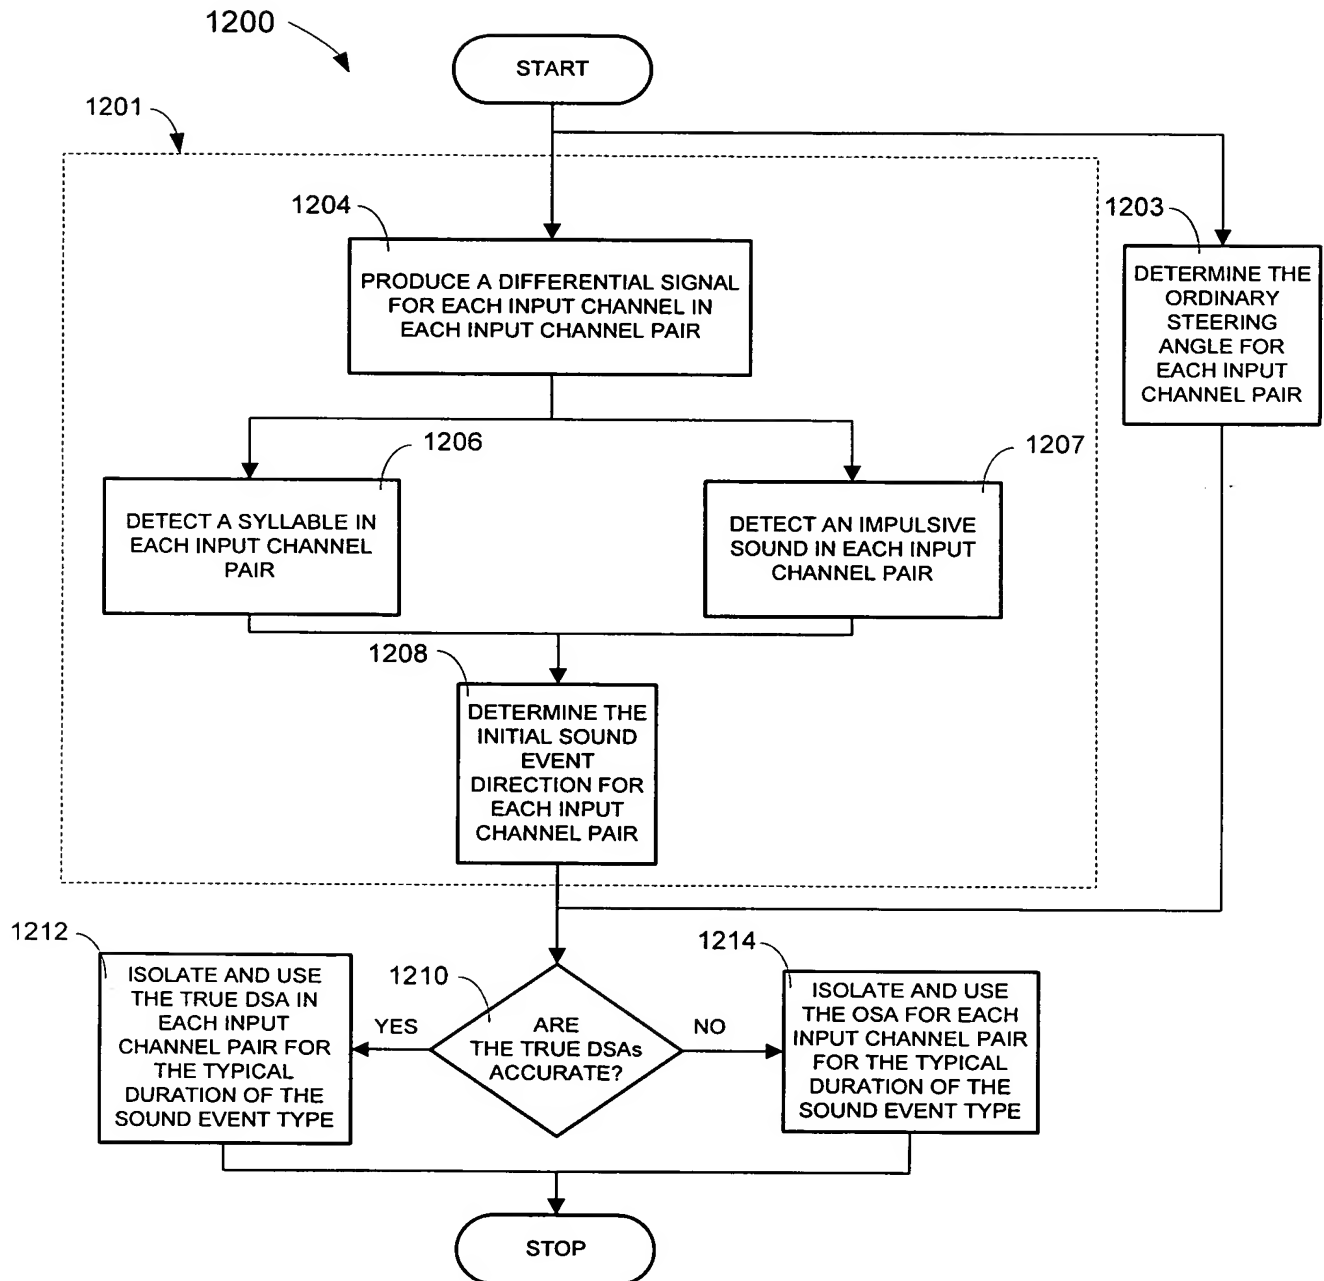 1200
START
1201
1204
1203
PRODUCE A DIFFERENTIAL SIGNAL
FOR EACH INPUT CHANNEL IN
EACH INPUT CHANNEL PAIR
DETERMINE THE
ORDINARY
STEERING
ANGLE FOR
EACH INPUT
CHANNEL PAIR
1206
1207
DETECT A SYLLABLE IN
EACH INPUT CHANNEL
PAIR
DETECT AN IMPULSIVE
SOUND IN EACH INPUT
CHANNEL PAIR
1208
DETERMINE THE
INITIAL SOUND
EVENT
DIRECTION FOR
EACH INPUT
CHANNEL PAIR
1212
1210
1214
ISOLATE AND USE
THE TRUE DSA IN
EACH INPUT
CHANNEL PAIR FOR
THE TYPICAL
DURATION OF THE
SOUND EVENT TYPE
YES
ARE
THE TRUE DSAs
ACCURATE?
NO
ISOLATE AND USE
THE OSA FOR EACH
INPUT CHANNEL PAIR
FOR THE TYPICAL
DURATION OF THE
SOUND EVENT TYPE
STOP